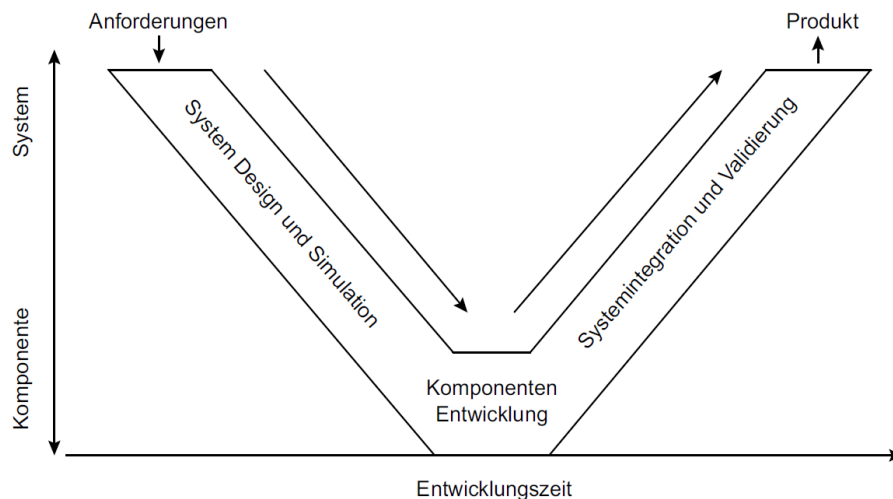 Anforderungen
Produkt
System
Komponente
System Design und Simulation
Systemintegration und Validierung
Komponenten
Entwicklung
Entwicklungszeit